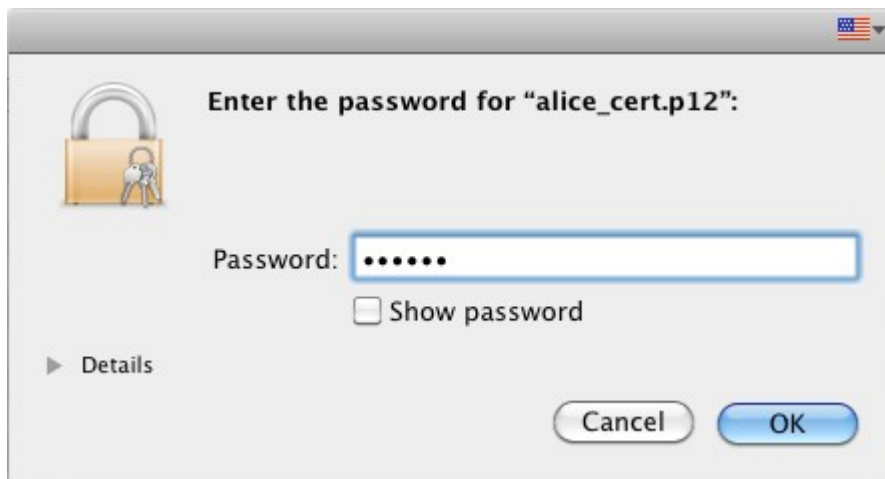 Enter the password for “alice_cert.p12”:
Password: ••••••
Show password
Details
Cancel OK